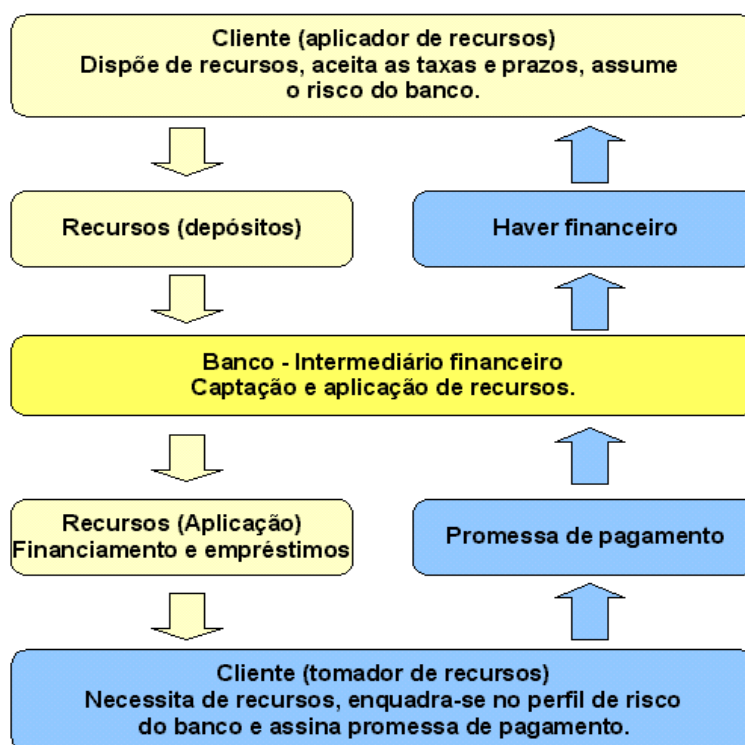 Cliente (aplicador de recursos)
Dispõe de recursos, aceita as taxas e prazos, assume
o risco do banco.
Recursos (depósitos)
Haver financeiro
Banco - Intermediário financeiro
Captação e aplicação de recursos.
Recursos (Aplicação)
Financiamento e empréstimos
Promessa de pagamento
Cliente (tomador de recursos)
Necessita de recursos, enquadra-se no perfil de risco
do banco e assina promessa de pagamento.